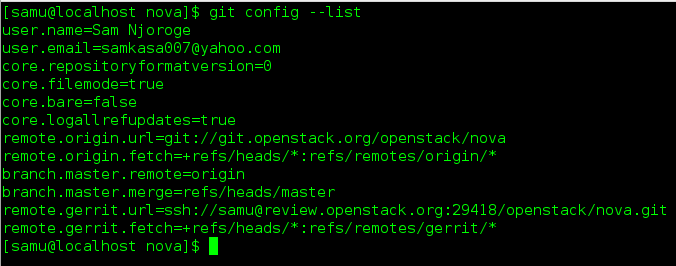 [samu@localhost nova]$ git config --list
user.name=Sam Njoroge
user.email=samkasa007@yahoo.com
core.repositoryformatversion=0
core.filemode=true
core.bare=false
core.logallrefupdates=true
remote.origin.url=git://git.openstack.org/openstack/nova
remote.origin.fetch=+refs/heads/*:refs/remotes/origin/*
branch.master.remote=origin
branch.master.merge=refs/heads/master
remote.gerrit.url=ssh://samu@review.openstack.org:29418/openstack/nova.git
remote.gerrit.fetch=+refs/heads/*:refs/remotes/gerrit/*
[samu@localhost nova]$